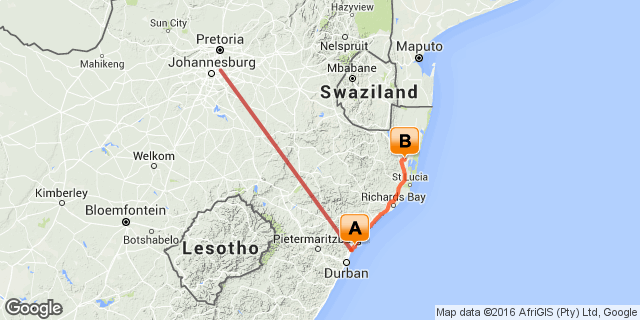 Hazyview
Sun City
Nelspruit
Pretoria
Mahikeng
Johannesburg
Maputo
Mbabane
Swaziland
B
Welkom
St Lucia
Kimberley
Richards Bay
Bloemfontein
A
Botshabelo
Lesotho
Durban
Google
Map data ©2016 AfriGIS (Pty) Ltd, Google